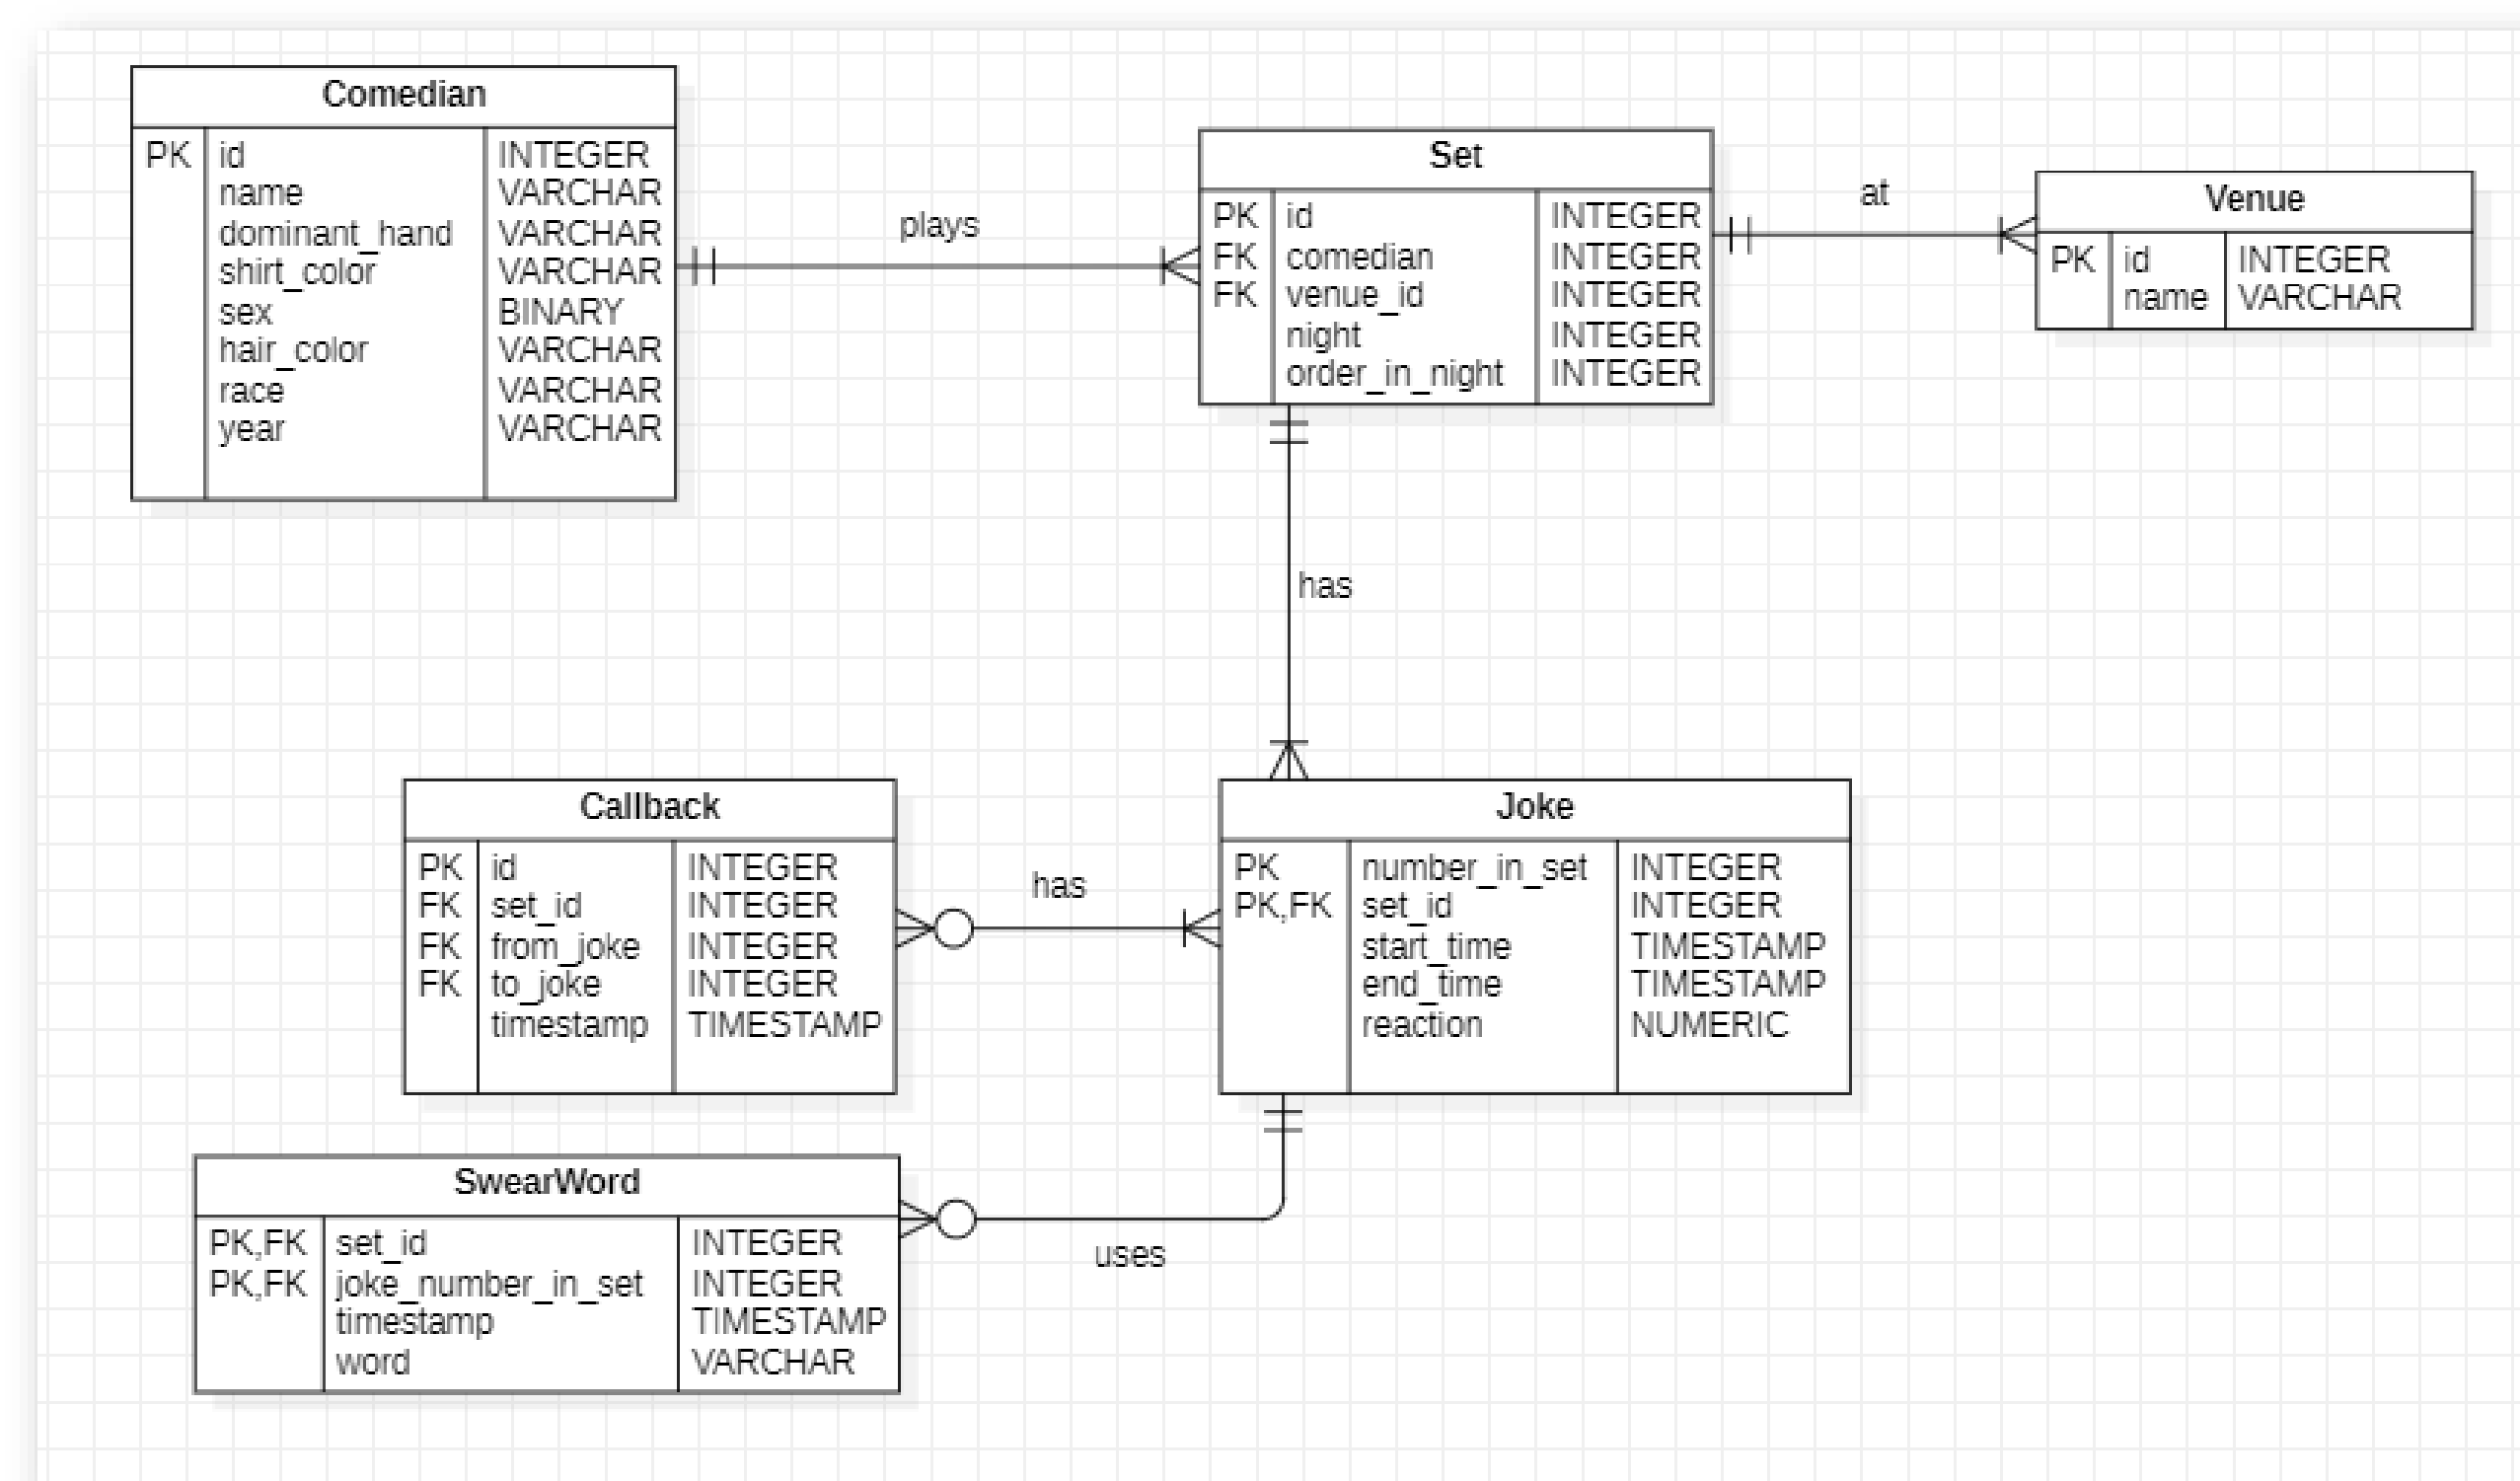 Comedian
PK id INTEGER
name VARCHAR
dominant_hand VARCHAR
shirt_color VARCHAR
sex BINARY
hair_color VARCHAR
race VARCHAR
year VARCHAR
plays
Set
PK id INTEGER
FK comedian INTEGER
FK venue_id INTEGER
night INTEGER
order_in_night INTEGER
at
Venue
PK id INTEGER
name VARCHAR
has
Callback
PK id INTEGER
FK set_id INTEGER
FK from_joke INTEGER
FK to_joke INTEGER
timestamp TIMESTAMP
has
Joke
PK number_in_set INTEGER
PK,FK set_id INTEGER
start_time TIMESTAMP
end_time TIMESTAMP
reaction NUMERIC
SwearWord
PK,FK set_id INTEGER
PK,FK joke_number_in_set INTEGER
timestamp TIMESTAMP
word VARCHAR
uses